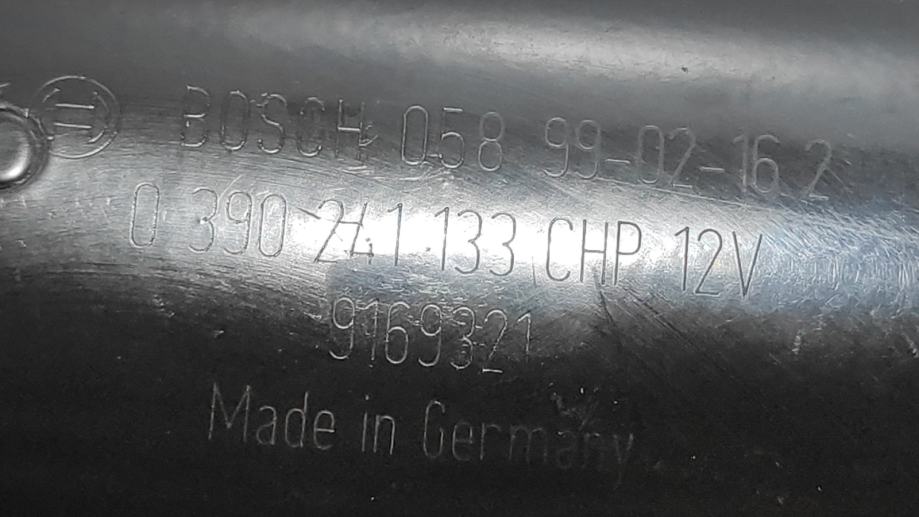 BOSCH 058 99-02-16 2
0 390 241 133 CHP 12V
9169321
Made in Germany